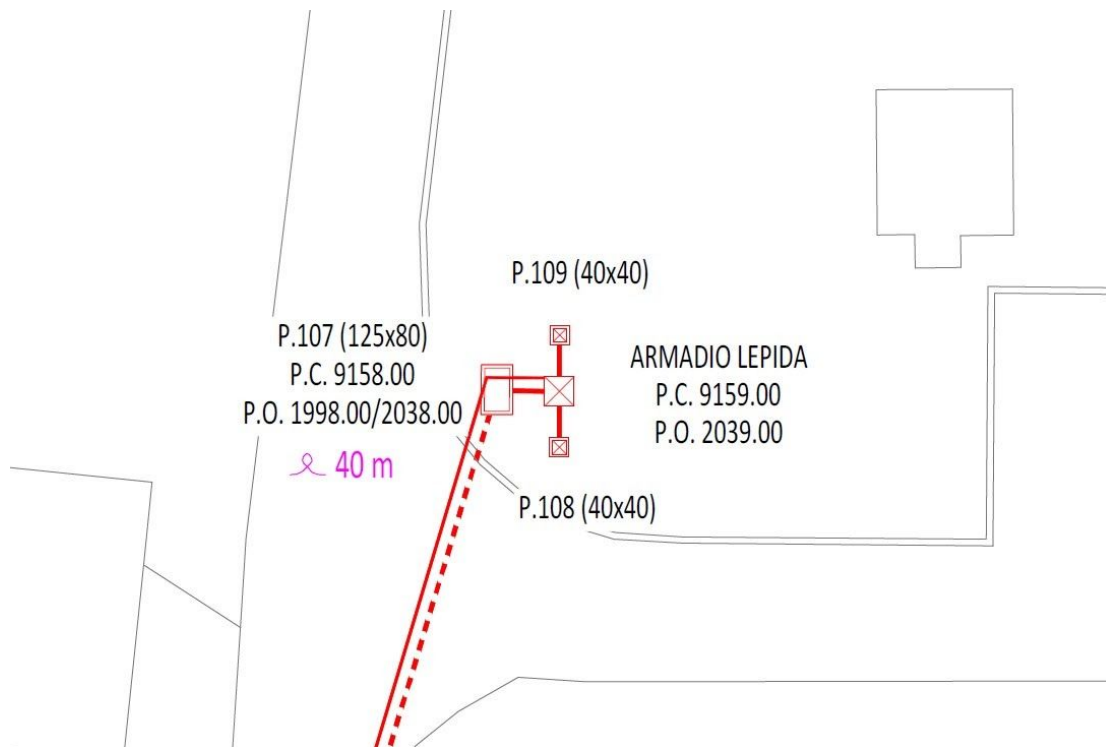 P.109 (40x40)
P.107 (125x80)
P.C. 9158.00
P.O. 1998.00/2038.00
40 m
ARMADIO LEPIDA
P.C. 9159.00
P.O. 2039.00
P.108 (40x40)